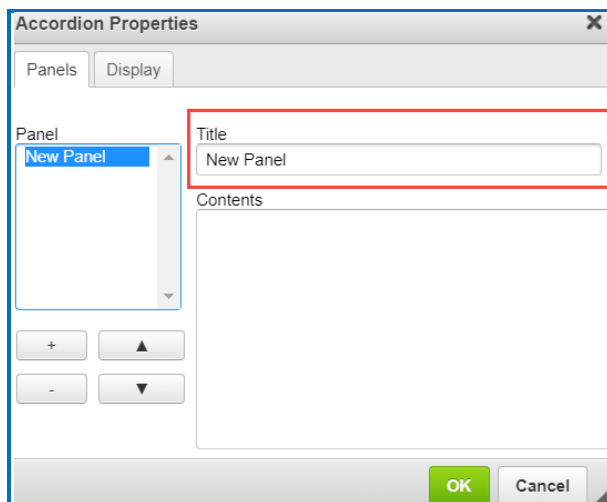 Accordion Properties
Panels
Display
Panel
New Panel
Title
New Panel
Contents
+
▲
-
▼
OK
Cancel